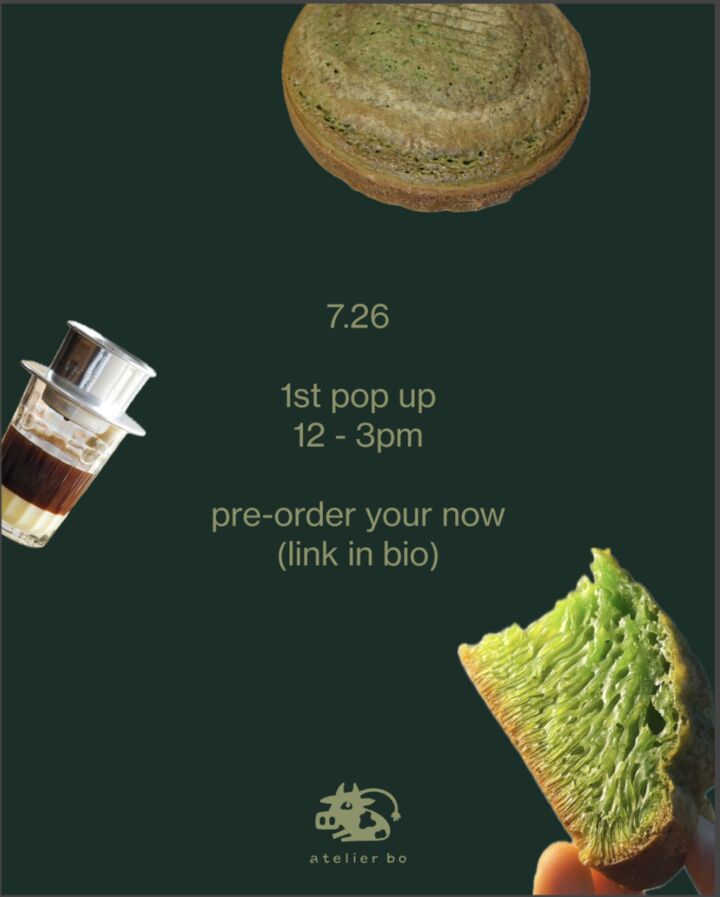 7.26
1st pop up
12 - 3pm
pre-order your now
(link in bio)
atelier bo